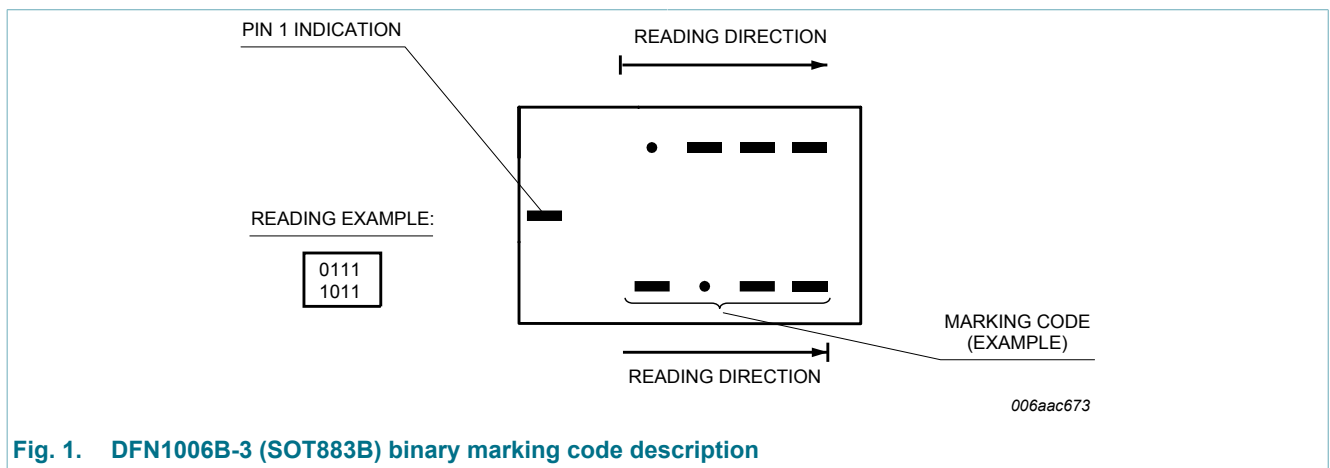 PIN 1 INDICATION
READING DIRECTION
READING EXAMPLE:
0111
1011
MARKING CODE
(EXAMPLE)
READING DIRECTION
006aac673
Fig. 1. DFN1006B-3 (SOT883B) binary marking code description